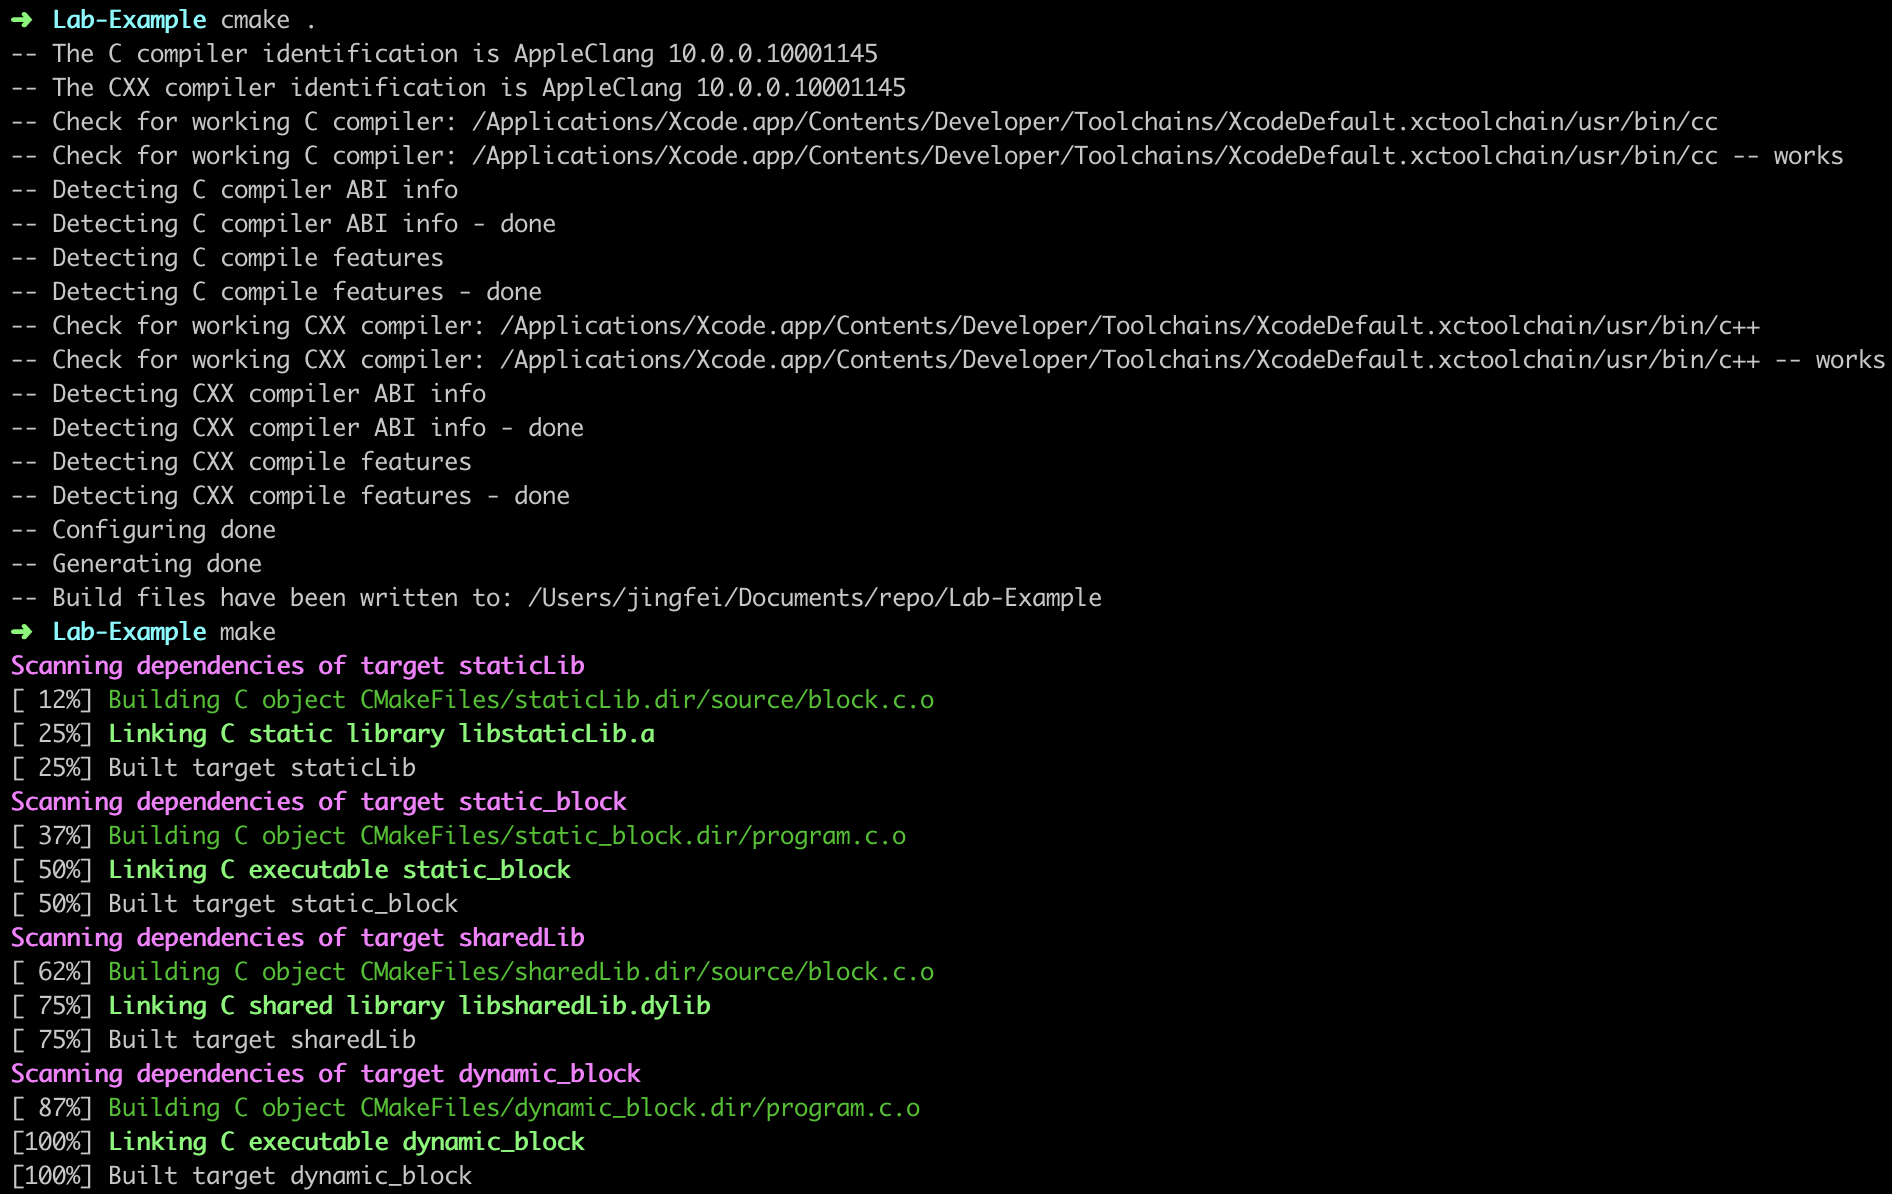 ➜ Lab-Example cmake .
-- The C compiler identification is AppleClang 10.0.0.10001145
-- The CXX compiler identification is AppleClang 10.0.0.10001145
-- Check for working C compiler: /Applications/Xcode.app/Contents/Developer/Toolchains/XcodeDefault.xctoolchain/usr/bin/cc
-- Check for working C compiler: /Applications/Xcode.app/Contents/Developer/Toolchains/XcodeDefault.xctoolchain/usr/bin/cc -- works
-- Detecting C compiler ABI info
-- Detecting C compiler ABI info - done
-- Detecting C compile features
-- Detecting C compile features - done
-- Check for working CXX compiler: /Applications/Xcode.app/Contents/Developer/Toolchains/XcodeDefault.xctoolchain/usr/bin/c++
-- Check for working CXX compiler: /Applications/Xcode.app/Contents/Developer/Toolchains/XcodeDefault.xctoolchain/usr/bin/c++ -- works
-- Detecting CXX compiler ABI info
-- Detecting CXX compiler ABI info - done
-- Detecting CXX compile features
-- Detecting CXX compile features - done
-- Configuring done
-- Generating done
-- Build files have been written to: /Users/jingfei/Documents/repo/Lab-Example
➜ Lab-Example make
Scanning dependencies of target staticLib
[ 12%] Building C object CMakeFiles/staticLib.dir/source/block.c.o
[ 25%] Linking C static library libstaticLib.a
[ 25%] Built target staticLib
Scanning dependencies of target static_block
[ 37%] Building C object CMakeFiles/static_block.dir/program.c.o
[ 50%] Linking C executable static_block
[ 50%] Built target static_block
Scanning dependencies of target sharedLib
[ 62%] Building C object CMakeFiles/sharedLib.dir/source/block.c.o
[ 75%] Linking C shared library libsharedLib.dylib
[ 75%] Built target sharedLib
Scanning dependencies of target dynamic_block
[ 87%] Building C object CMakeFiles/dynamic_block.dir/program.c.o
[100%] Linking C executable dynamic_block
[100%] Built target dynamic_block